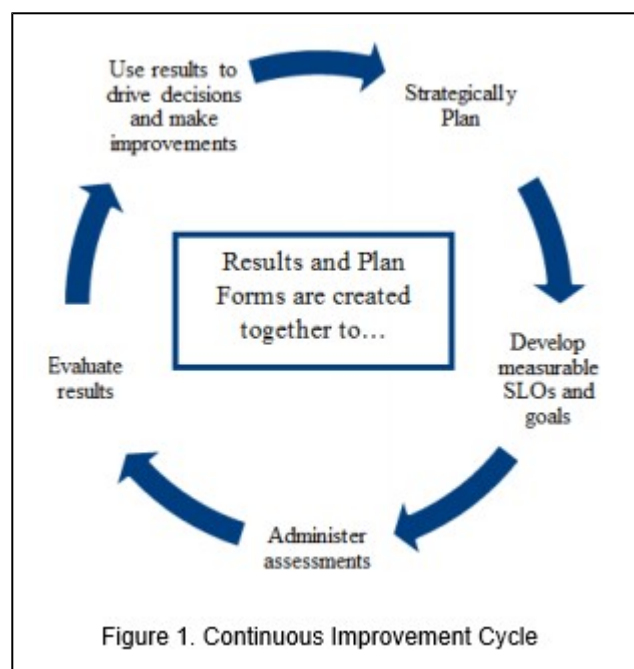 Use results to
drive decisions
and make
improvements
Strategically
Plan
Results and Plan
Forms are created
together to...
Develop
measurable
SLOs and
goals
Evaluate
results
Administer
assessments
Figure 1. Continuous Improvement Cycle